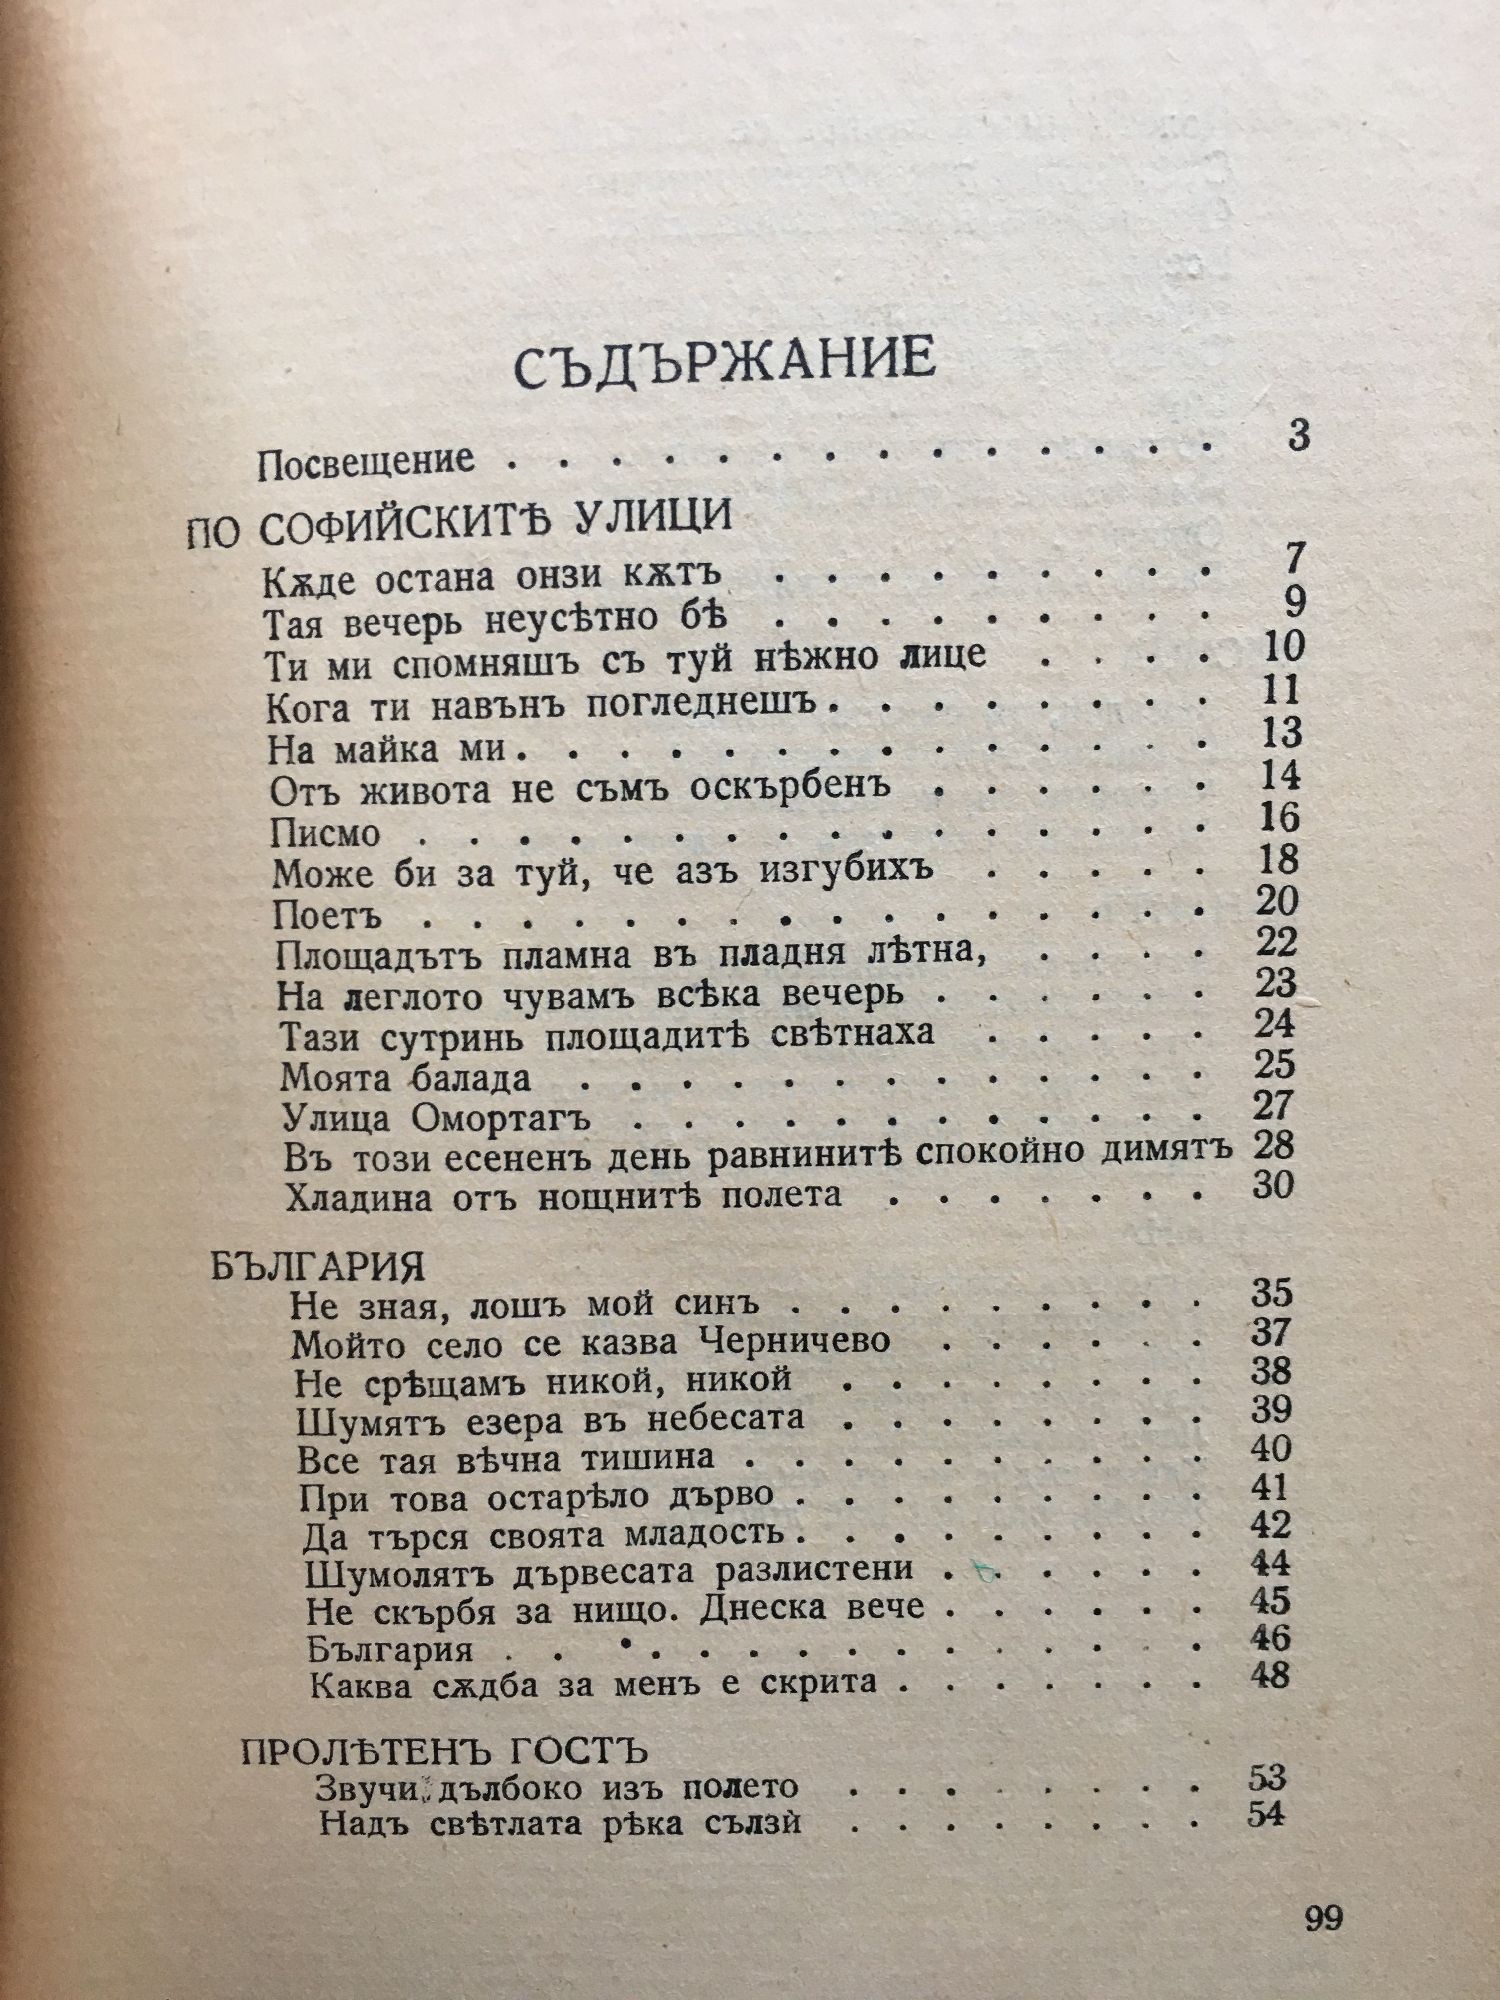 СЪДЪРЖАНИЕ
Посвещение . . . . . . . . . . . . . . 3
ПО СОФИЙСКИТѢ УЛИЦИ
Кѫде остана онзи кѫтъ . . . . . . . . . 7
Тая вечерь неусѣтно бѣ . . . . . . . . . 9
Ти ми спомняшъ съ туй нѣжно лице . . . . 10
Кога ти навънъ погледнешъ . . . . . . . . 11
На майка ми . . . . . . . . . . . . . . 13
Отъ живота не съмъ оскърбенъ . . . . . . 14
Писмо . . . . . . . . . . . . . . . . 16
Може би за туй, че азъ изгубихъ . . . . . 18
Поетъ . . . . . . . . . . . . . . . . 20
Площадътъ пламна въ пладня лѣтна, . . . . 22
На леглото чувамъ всѣка вечерь . . . . . . 23
Тази сутринь площадитѣ свѣтнаха . . . . . 24
Моята балада . . . . . . . . . . . . . 25
Улица Омортагъ . . . . . . . . . . . . 27
Въ този есененъ день равнинитѣ спокойно димятъ 28
Хладина отъ нощнитѣ полета . . . . . . . 30
БЪЛГАРИЯ
Не зная, лошъ мой синъ . . . . . . . . . 35
Мойто село се казва Черничево . . . . . . 37
Не срѣщамъ никой, никой . . . . . . . . 38
Шумятъ езера въ небесата . . . . . . . . 39
Все тая вѣчна тишина . . . . . . . . . . 40
При това остарѣло дърво . . . . . . . . . 41
Да търся своята младость . . . . . . . . . 42
Шумолятъ дървесата разлистени . . . . . . 44
Не скърбя за нищо. Днеска вече . . . . . . 45
България . . . . . . . . . . . . . . 46
Каква сѫдба за менъ е скрита . . . . . . . 48
ПРОЛѢТЕНЪ ГОСТЪ
Звучи дълбоко изъ полето . . . . . . . . 53
Надъ свѣтлата рѣка сълзѝ . . . . . . . . 54
99